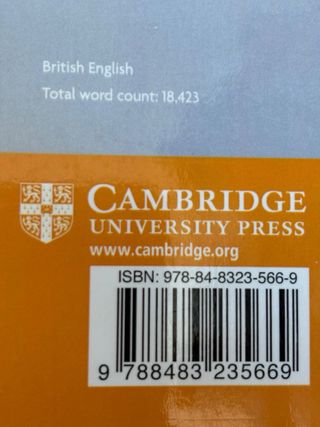 British English
Total word count: 18,423
CAMBRIDGE
UNIVERSITY PRESS
www.cambridge.org
ISBN: 978-84-8323-566-9
9 788483 235669